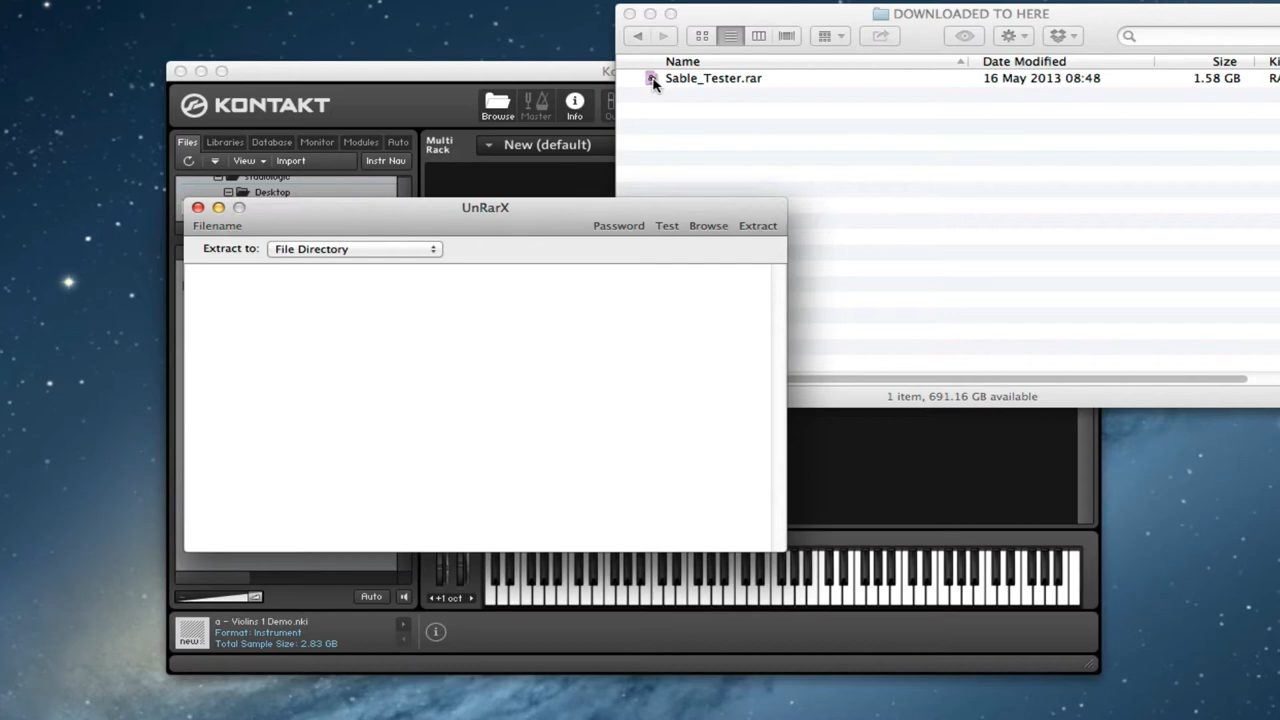 DOWNLOADED TO HERE
Name Date Modified Size
Sable_Tester.rar 16 May 2013 08:48 1.58 GB
KONTAKT
Browse Master Info
Files Libraries Database Monitor Modules Auto
View Import Instr Nav
Multi
Rack
New (default)
Desktop
UnRarX
Filename Password Test Browse Extract
Extract to: File Directory
1 item, 691.16 GB available
Auto
+1 oct
new
a - Violins 1 Demo.nki
Format: Instrument
Total Sample Size: 2.83 GB